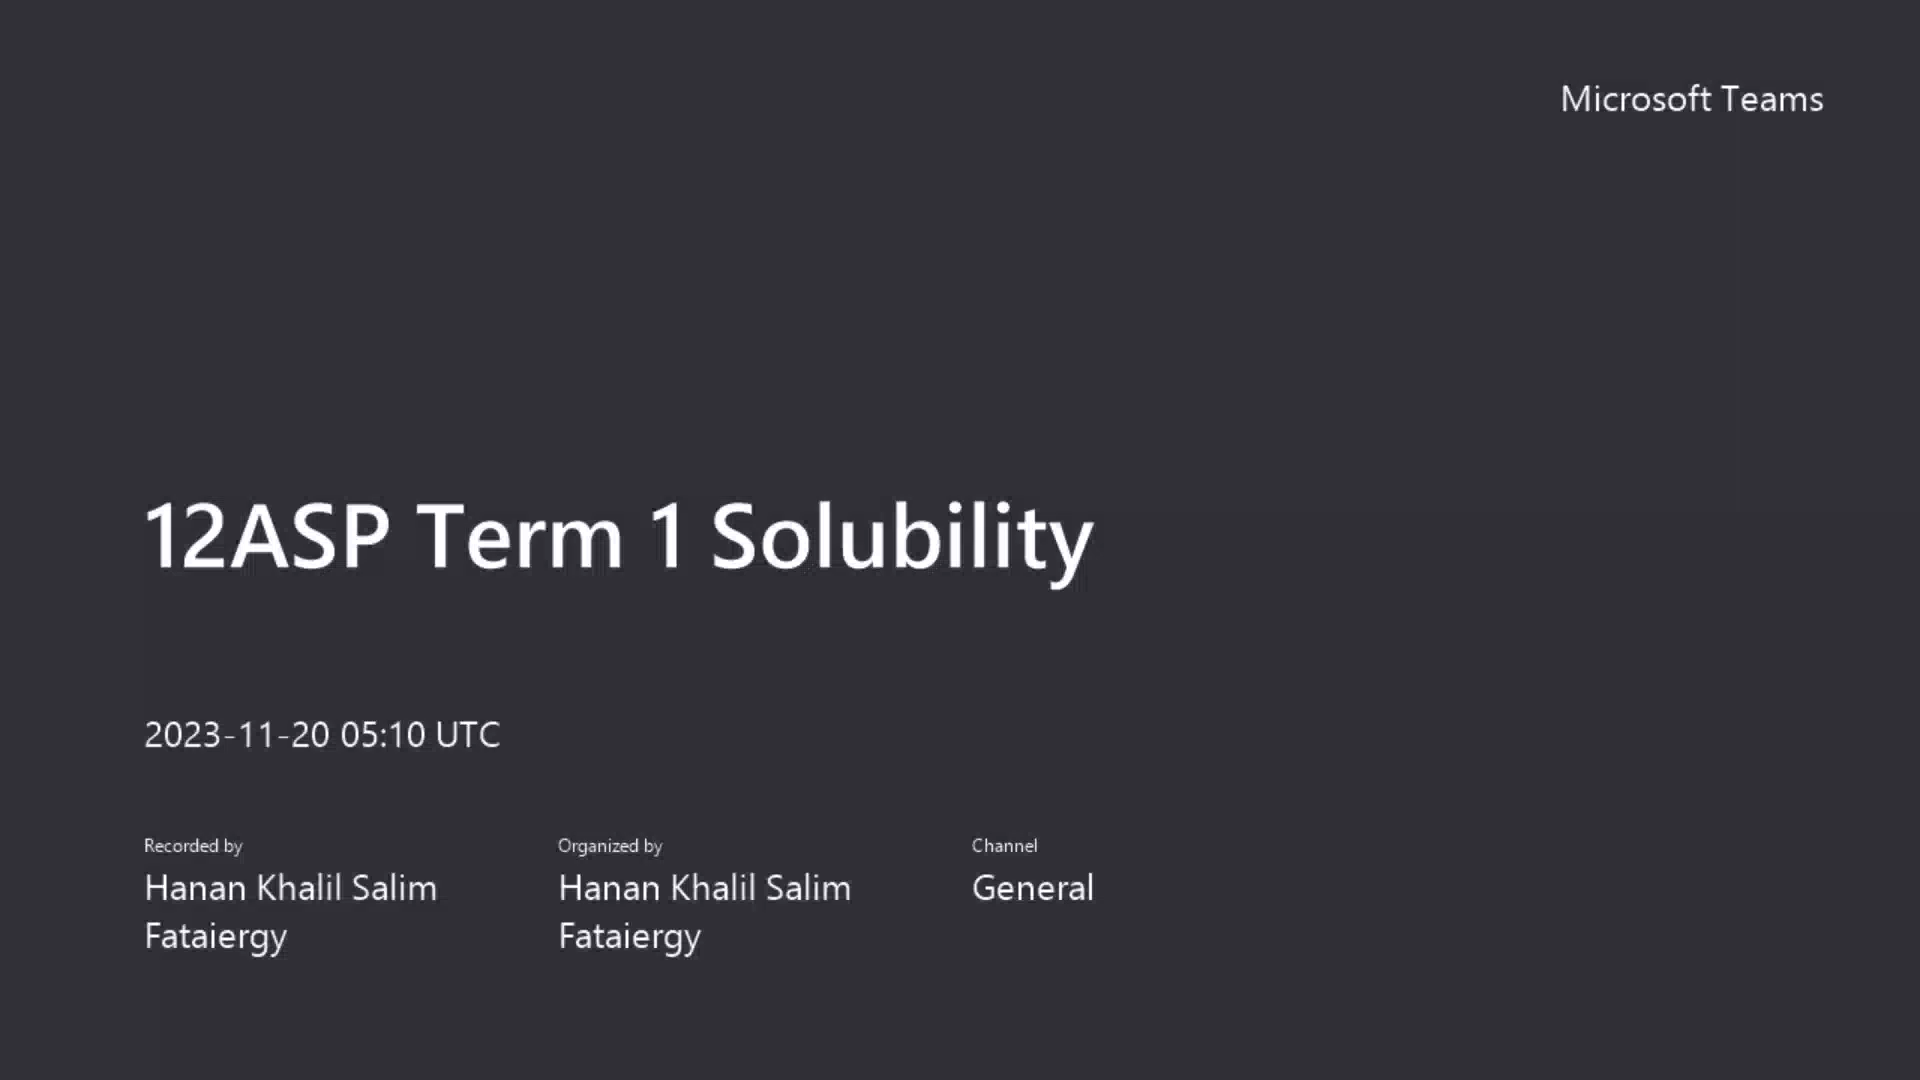 Microsoft Teams
12ASP Term 1 Solubility
2023-11-20 05:10 UTC
Recorded by
Hanan Khalil Salim
Fataiergy
Organized by
Hanan Khalil Salim
Fataiergy
Channel
General